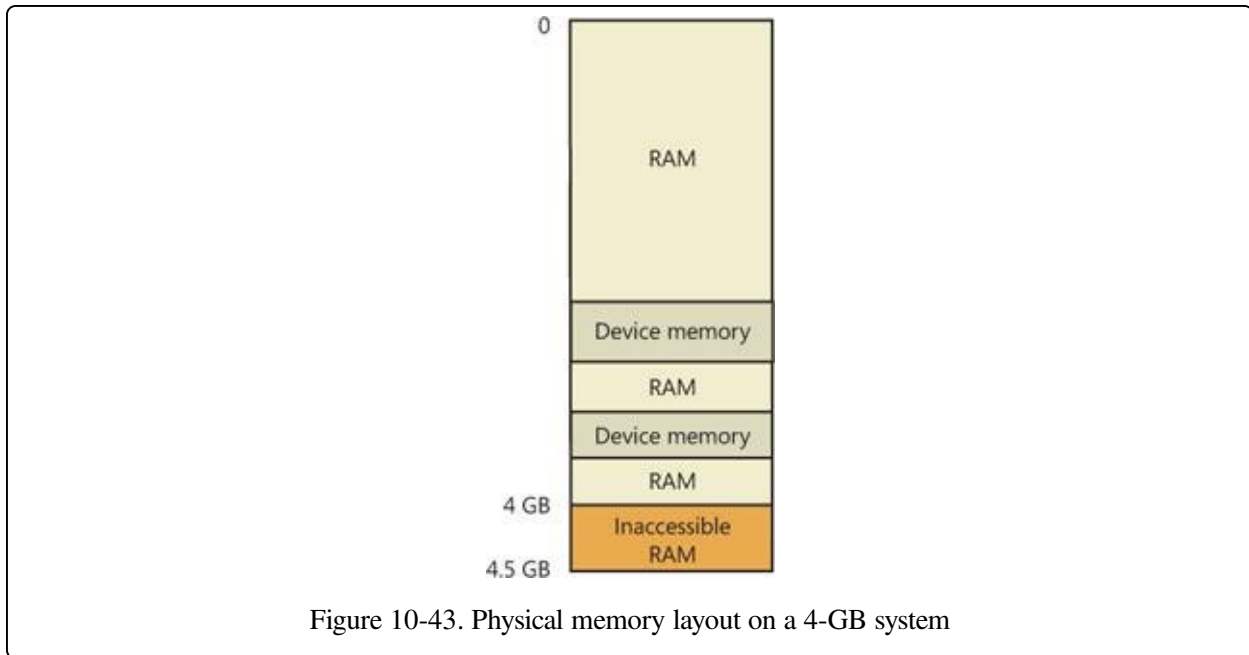 0
RAM
Device memory
RAM
Device memory
RAM
4 GB
Inaccessible
RAM
4.5 GB
Figure 10-43. Physical memory layout on a 4-GB system